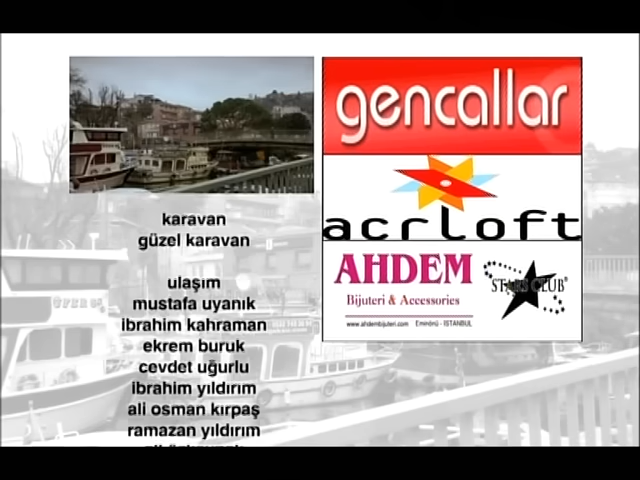 karavan
güzel karavan
ulaşım
mustafa uyanık
ibrahim kahraman
ekrem buruk
cevdet uğurlu
ibrahim yıldırım
ali osman kırpaş
ramazan yıldırım
gencallar
acrloft
AHDEM
Bijuteri & Accessories
www.ahdembijuteri.com Eminönü - İSTANBUL
STARS CLUB®